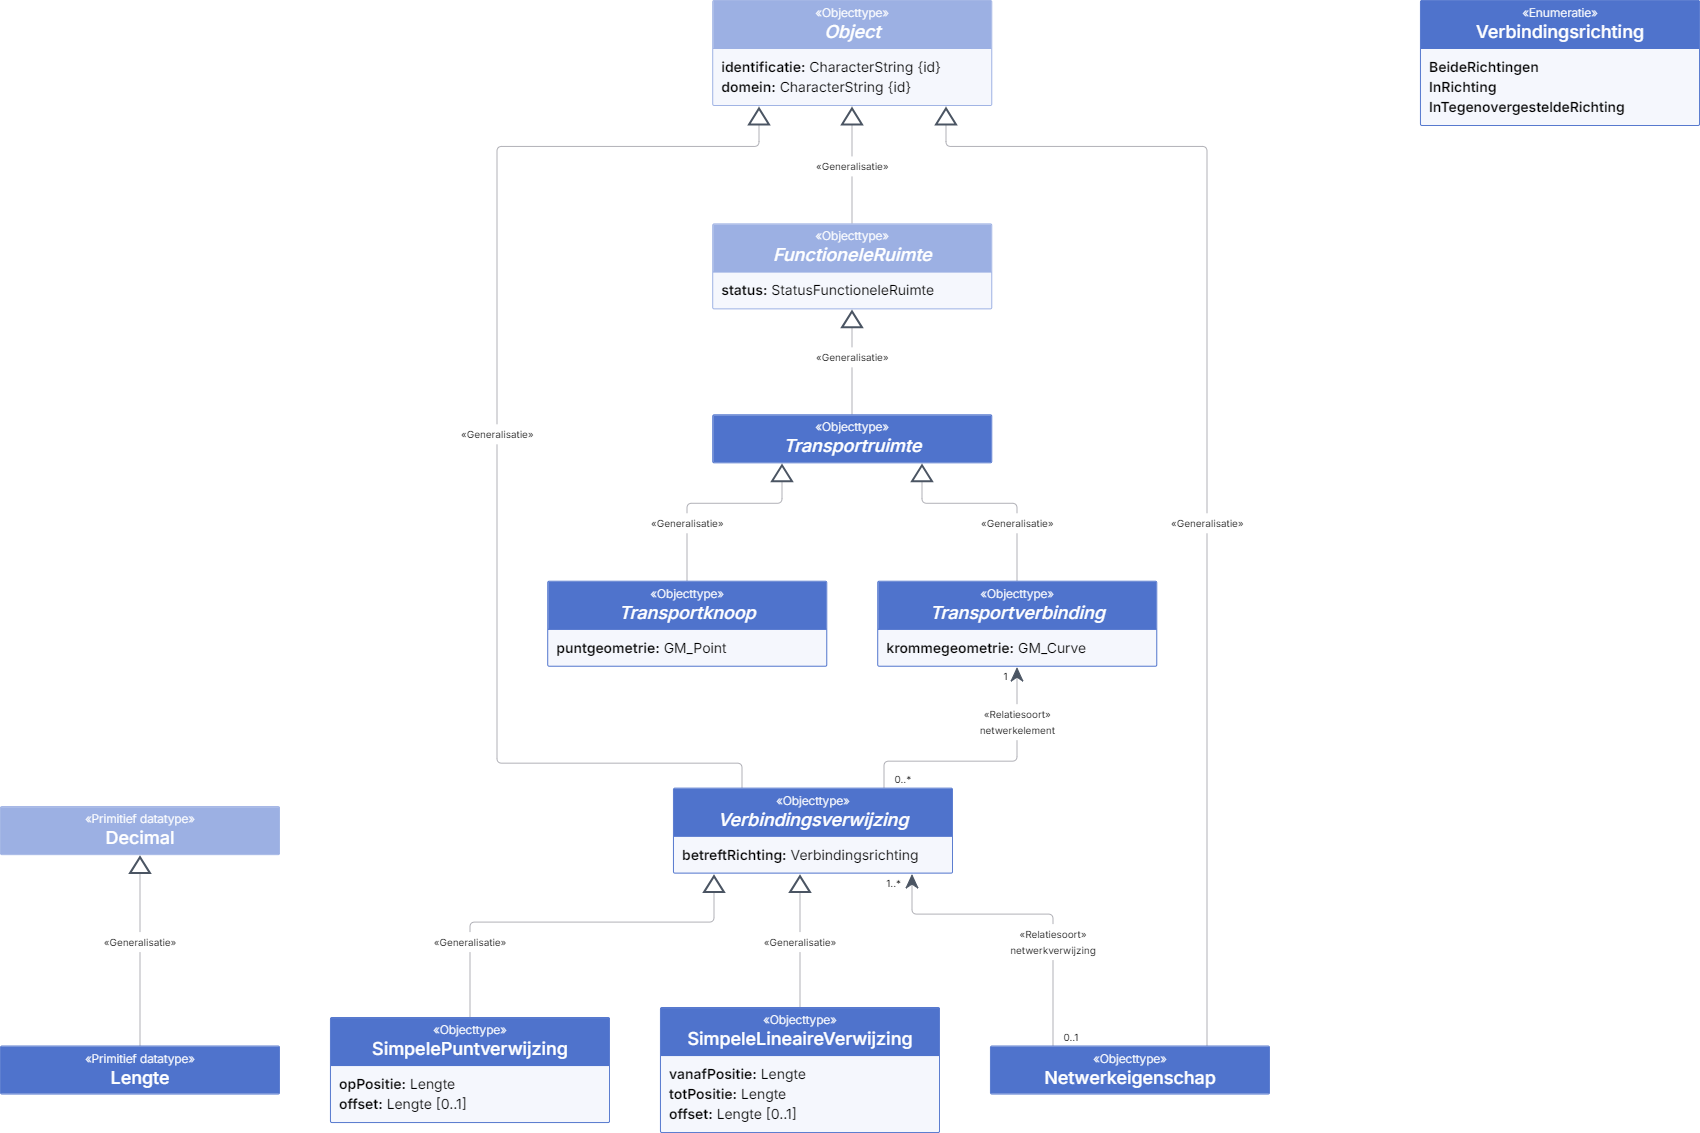 «Objecttype»
Object
identificatie: CharacterString {id}
domein: CharacterString {id}
«Enumeratie»
Verbindingsrichting
BeideRichtingen
InRichting
InTegenovergesteldeRichting
«Generalisatie»
«Objecttype»
FunctioneleRuimte
status: StatusFunctioneleRuimte
«Generalisatie»
«Objecttype»
Transportruimte
«Generalisatie»
«Generalisatie»
«Generalisatie»
«Generalisatie»
«Objecttype»
Transportknoop
puntgeometrie: GM_Point
«Objecttype»
Transportverbinding
krommegeometrie: GM_Curve
1
«Relatiesoort»
netwerkelement
0..*
«Objecttype»
Verbindingsverwijzing
betreftRichting: Verbindingsrichting
1..*
«Primitief datatype»
Decimal
«Generalisatie»
«Generalisatie»
«Generalisatie»
«Relatiesoort»
netwerkverwijzing
0..1
«Primitief datatype»
Lengte
«Objecttype»
SimpelePuntverwijzing
opPositie: Lengte
offset: Lengte [0..1]
«Objecttype»
SimpeleLineaireVerwijzing
vanafPositie: Lengte
totPositie: Lengte
offset: Lengte [0..1]
«Objecttype»
Netwerkeigenschap